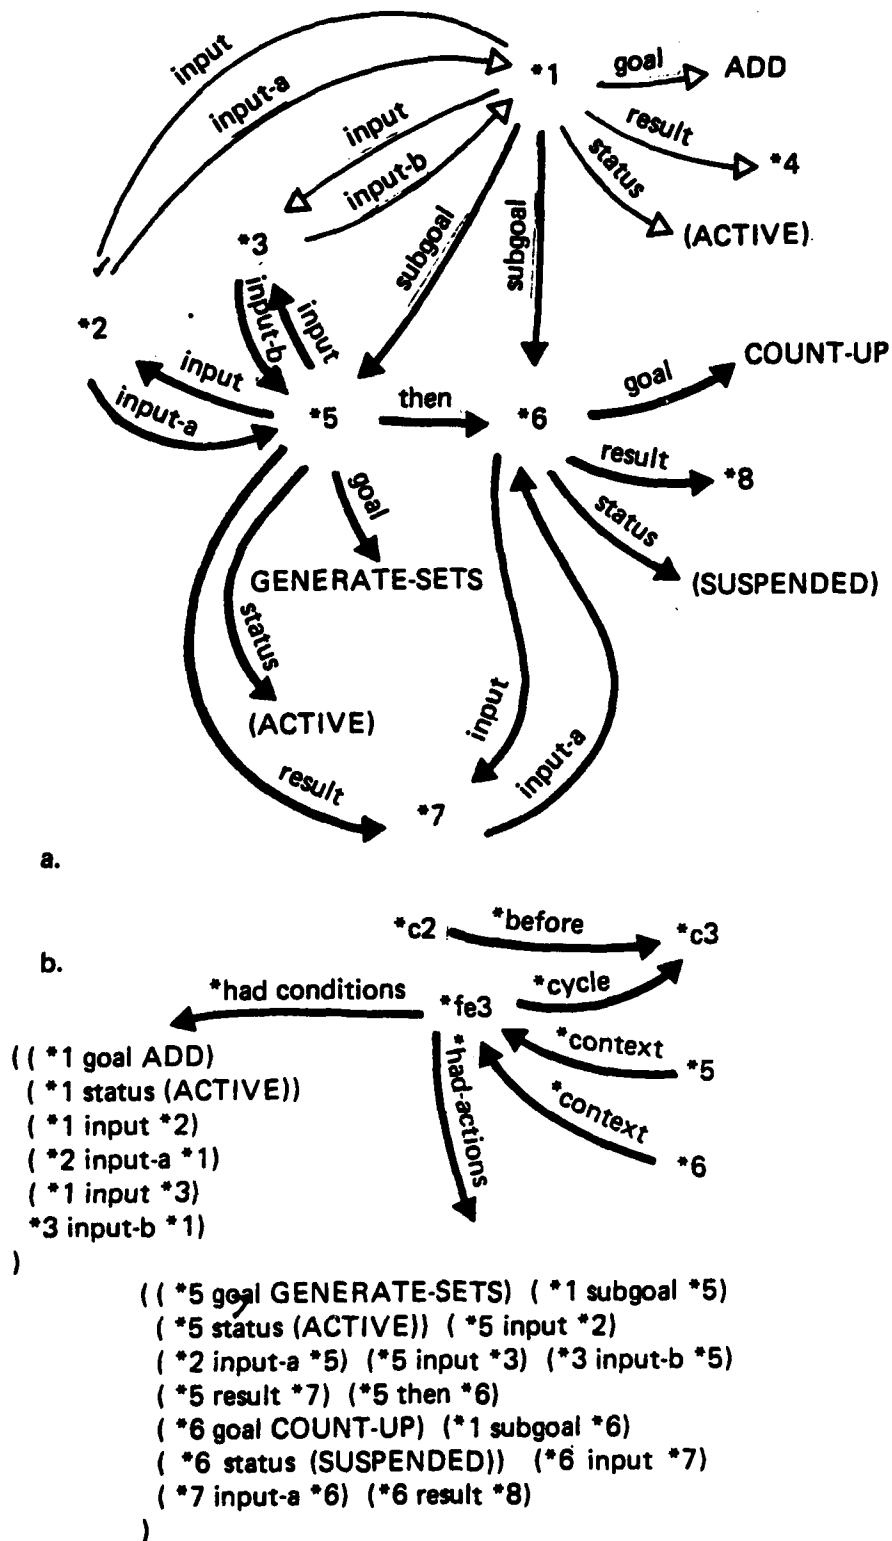 input
*1
goal
ADD
input-a
result
*4
input
status
(ACTIVE)
input-b
subgoal
subgoal
*3
*2
input-b
input
input
input-a
*5
then
*6
goal
COUNT-UP
result
*8
status
(SUSPENDED)
goal
GENERATE-SETS
status
(ACTIVE)
input
input-a
result
*7
a.
*c2
*before
*c3
b.
*had conditions
*fe3
*cycle
*context
*5
*context
*6
*had-actions
(( *1 goal ADD)
( *1 status (ACTIVE))
( *1 input *2)
( *2 input-a *1)
( *1 input *3)
*3 input-b *1)
)
(( *5 goal GENERATE-SETS) ( *1 subgoal *5)
( *5 status (ACTIVE)) ( *5 input *2)
( *2 input-a *5) (*5 input *3) (*3 input-b *5)
( *5 result *7) (*5 then *6)
( *6 goal COUNT-UP) (*1 subgoal *6)
( *6 status (SUSPENDED)) (*6 input *7)
( *7 input-a *6) (*6 result *8)
)